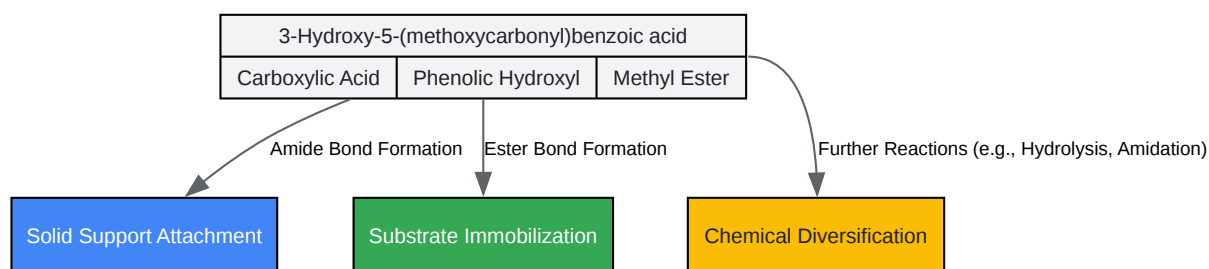 3-Hydroxy-5-(methoxycarbonyl)benzoic acid
Carboxylic Acid
Phenolic Hydroxyl
Methyl Ester
Amide Bond Formation
Ester Bond Formation
Further Reactions (e.g., Hydrolysis, Amidation)
Solid Support Attachment
Substrate Immobilization
Chemical Diversification